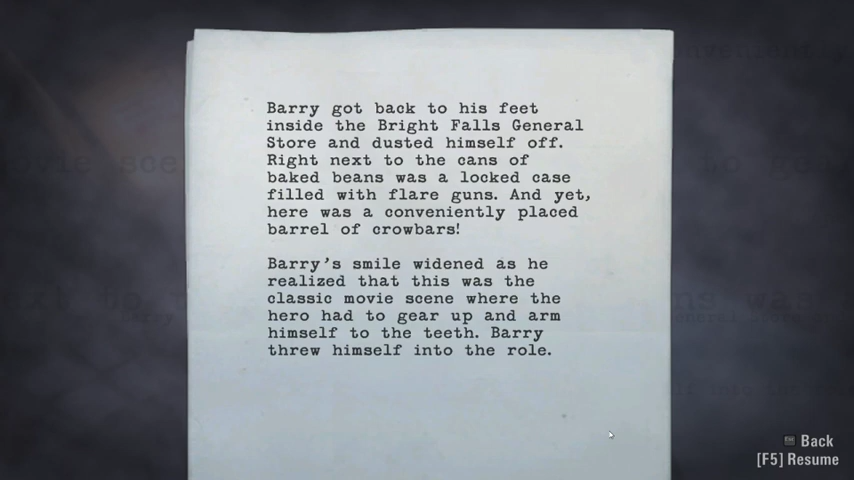 Barry got back to his feet
inside the Bright Falls General
Store and dusted himself off.
Right next to the cans of
baked beans was a locked case
filled with flare guns. And yet,
here was a conveniently placed
barrel of crowbars!
Barry's smile widened as he
realized that this was the
classic movie scene where the
hero had to gear up and arm
himself to the teeth. Barry
threw himself into the role.
Back
[F5] Resume